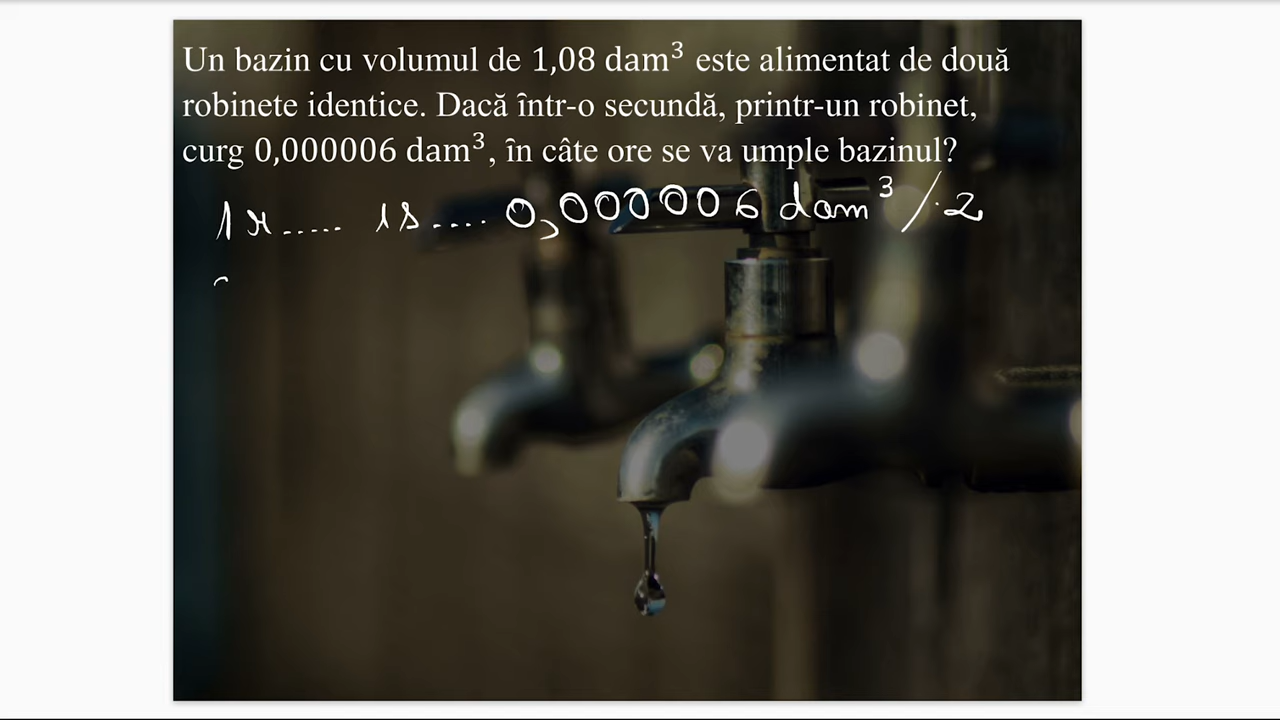 Un bazin cu volumul de 1,08 dam³ este alimentat de două
robinete identice. Dacă într-o secundă, printr-un robinet,
curg 0,000006 dam³, în câte ore se va umple bazinul?
1 r..... 1s.... 0,000006 dam³ /·2